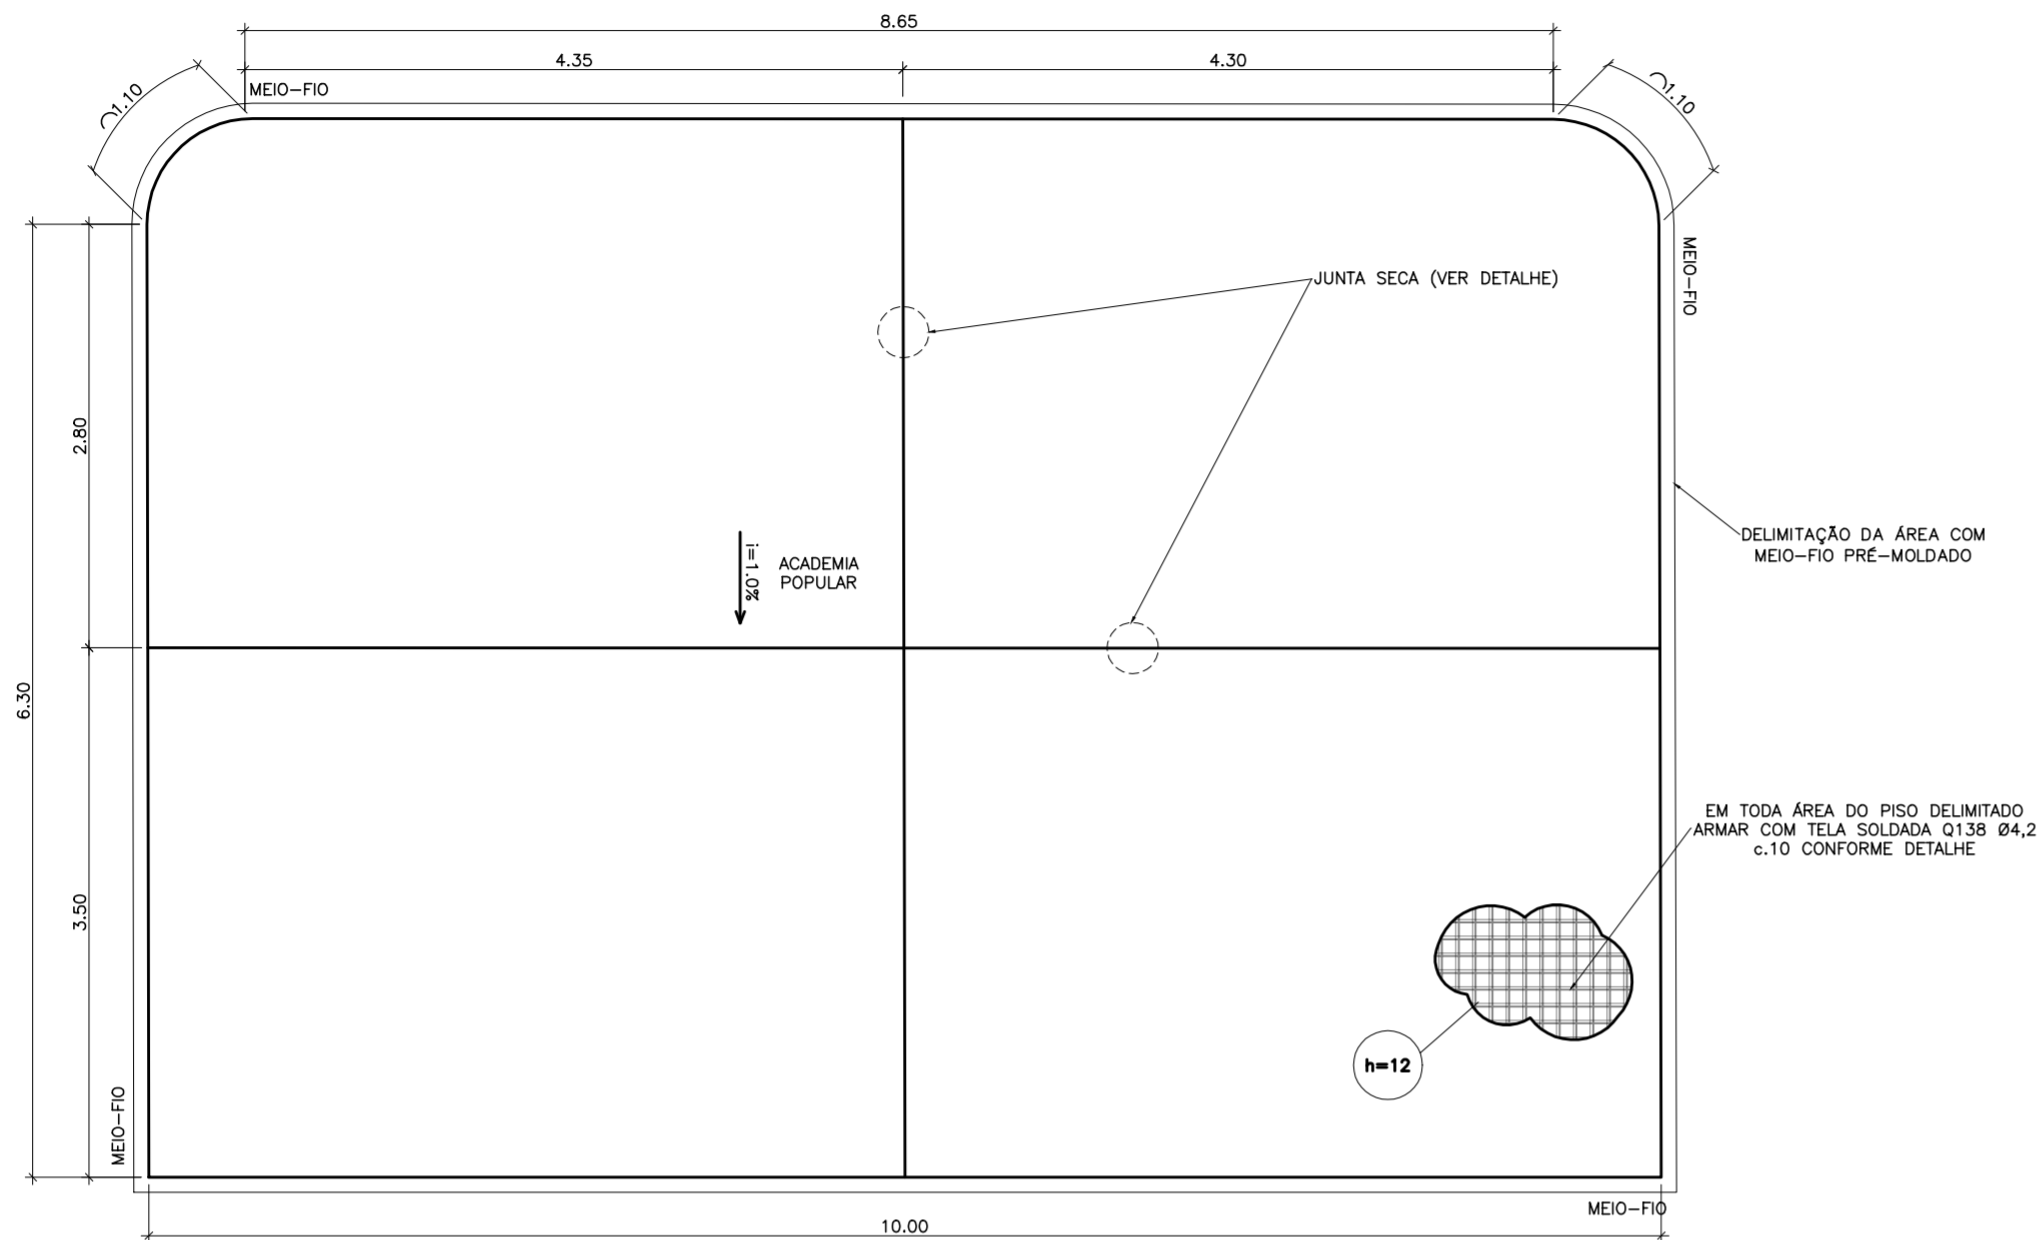 8.65
4.35
4.30
1.10
1.10
MEIO-FIO
MEIO-FIO
JUNTA SECA (VER DETALHE)
2.80
6.30
i=1.0%
ACADEMIA
POPULAR
DELIMITAÇÃO DA ÁREA COM
MEIO-FIO PRÉ-MOLDADO
EM TODA ÁREA DO PISO DELIMITADO
ARMAR COM TELA SOLDADA Q138 Ø4,2
c.10 CONFORME DETALHE
3.50
h=12
MEIO-FIO
MEIO-FIO
10.00